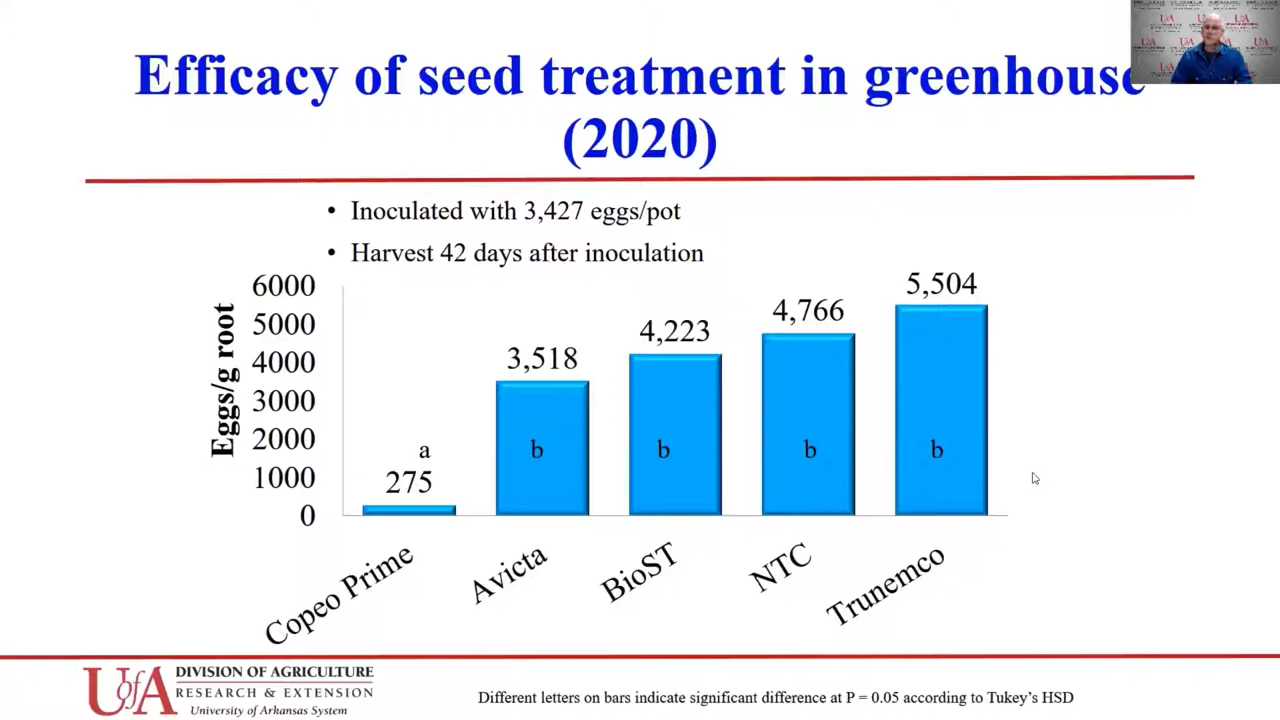 Efficacy of seed treatment in greenhouse
(2020)
• Inoculated with 3,427 eggs/pot
• Harvest 42 days after inoculation
Eggs/g root
6000
5000
4000
3000
2000
1000
0
275
3,518
4,223
4,766
5,504
a
b
b
b
b
Copeo Prime
Avicta
BioST
NTC
Trunemco
UofA
DIVISION OF AGRICULTURE
RESEARCH & EXTENSION
University of Arkansas System
Different letters on bars indicate significant difference at P = 0.05 according to Tukey's HSD